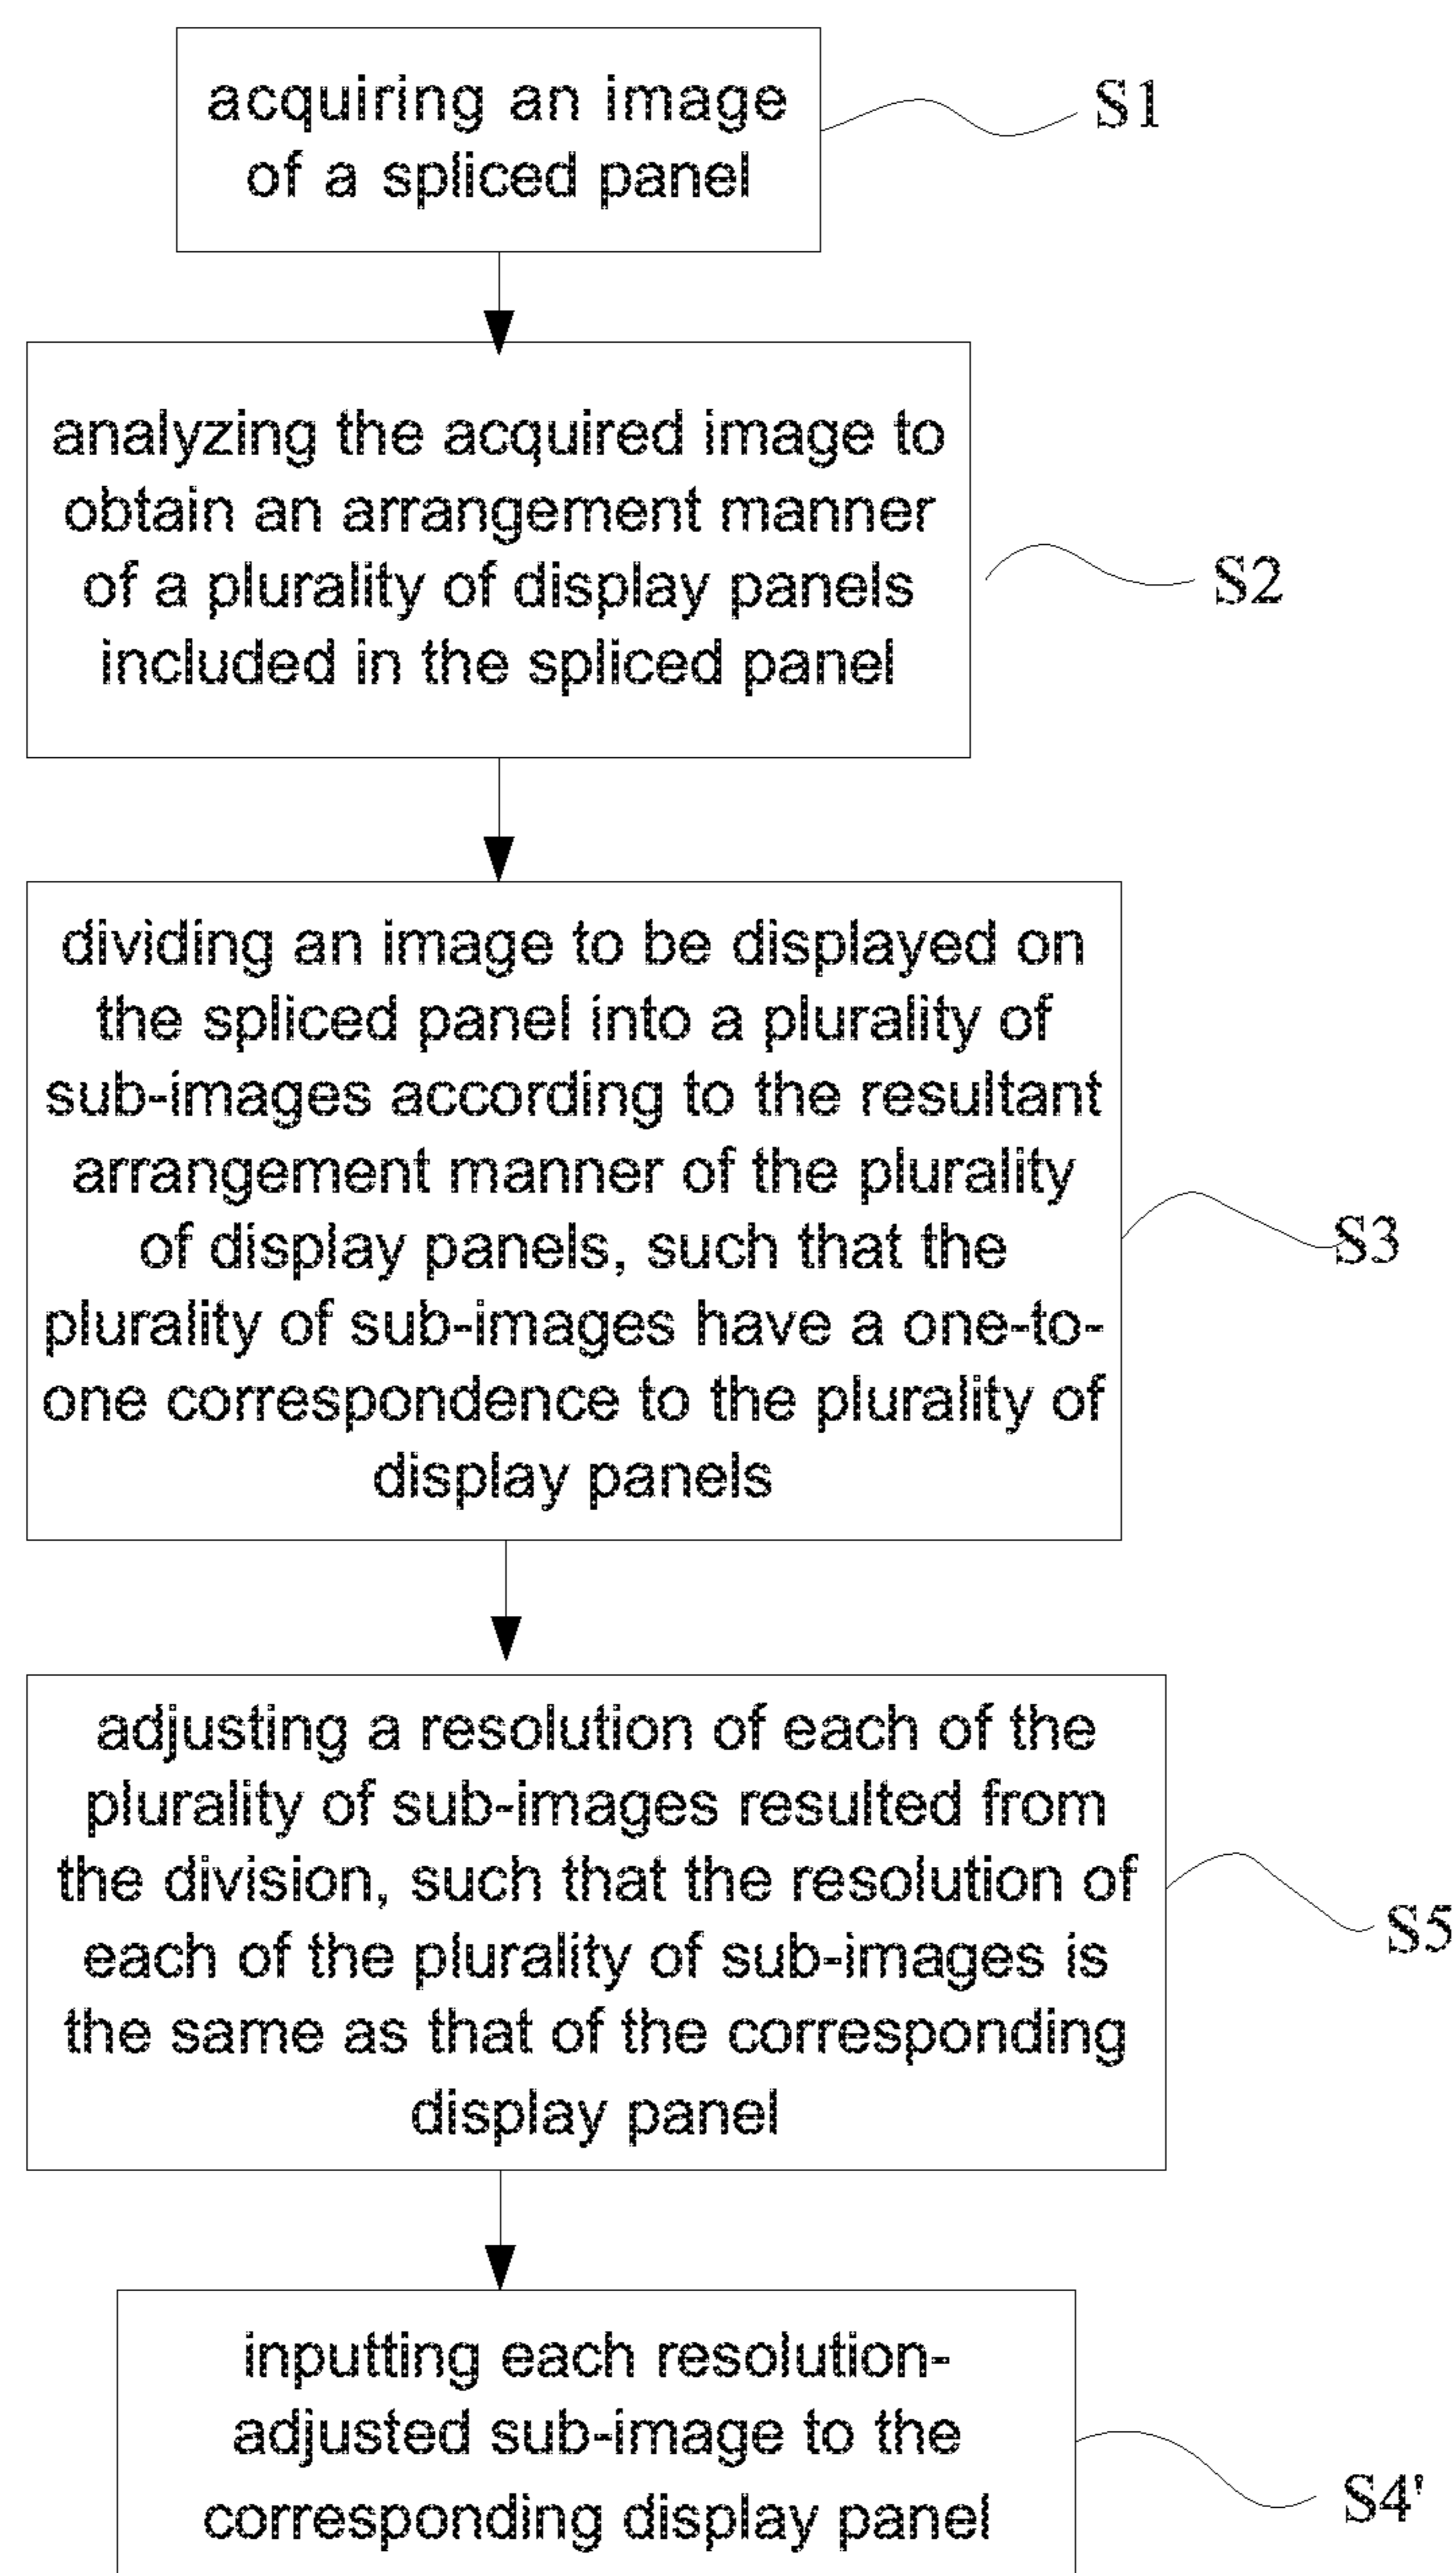 acquiring an image
of a spliced panel
S1
analyzing the acquired image to
obtain an arrangement manner
of a plurality of display panels
included in the spliced panel
S2
dividing an image to be displayed on
the spliced panel into a plurality of
sub-images according to the resultant
arrangement manner of the plurality
of display panels, such that the
plurality of sub-images have a one-to-
one correspondence to the plurality of
display panels
S3
adjusting a resolution of each of the
plurality of sub-images resulted from
the division, such that the resolution of
each of the plurality of sub-images is
the same as that of the corresponding
display panel
S5
inputting each resolution-
adjusted sub-image to the
corresponding display panel
S4'